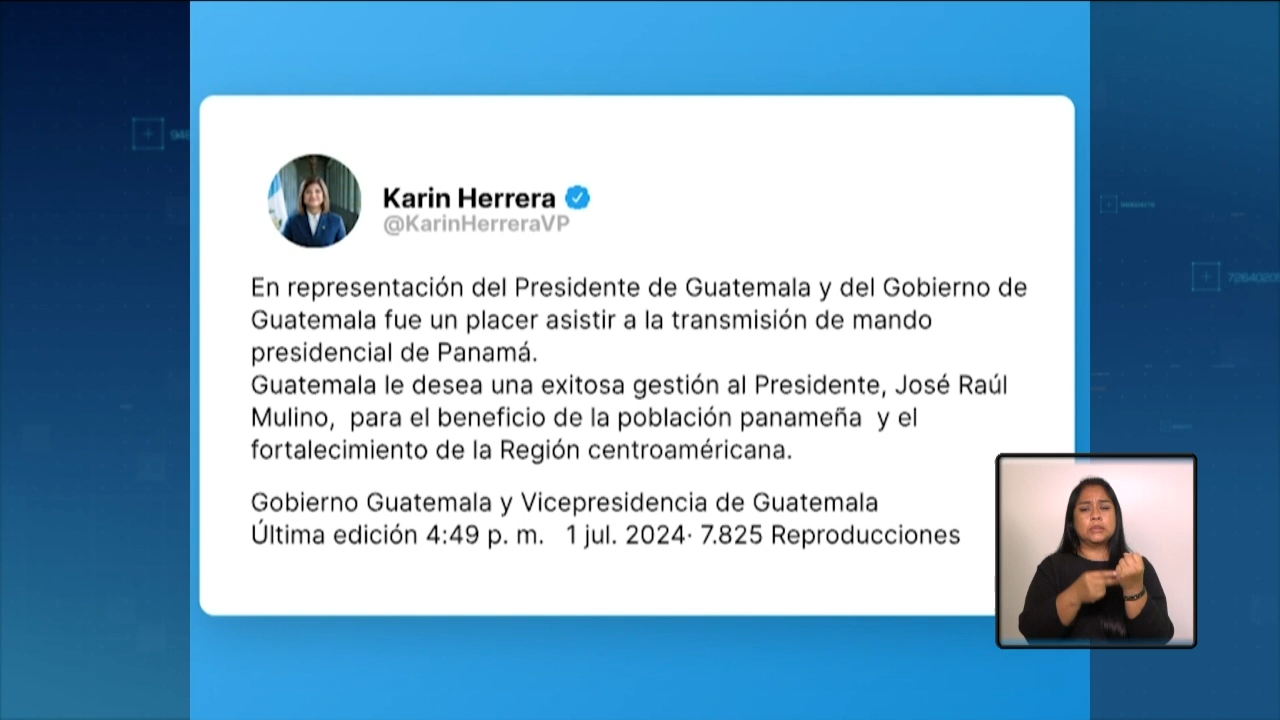 Karin Herrera
@KarinHerreraVP
En representación del Presidente de Guatemala y del Gobierno de
Guatemala fue un placer asistir a la transmisión de mando
presidencial de Panamá.
Guatemala le desea una exitosa gestión al Presidente, José Raúl
Mulino,  para el beneficio de la población panameña  y el
fortalecimiento de la Región centroaméricana.
Gobierno Guatemala y Vicepresidencia de Guatemala
Última edición 4:49 p. m.   1 jul. 2024· 7.825 Reproducciones